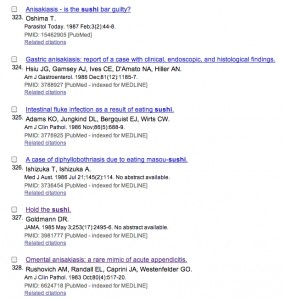 Anisakiasis - is the sushi bar guilty?
323. Oshima T.
Parasitol Today. 1987 Feb;3(2):44-8.
PMID: 15462905 [PubMed]
Related citations
Gastric anisakiasis: report of a case with clinical, endoscopic, and histological findings.
324. Hsiu JG, Gamsey AJ, Ives CE, D'Amato NA, Hiller AN.
Am J Gastroenterol. 1986 Dec;81(12):1185-7.
PMID: 3788927 [PubMed - indexed for MEDLINE]
Related citations
Intestinal fluke infection as a result of eating sushi.
325. Adams KO, Jungkind DL, Bergquist EJ, Wirts CW.
Am J Clin Pathol. 1986 Nov;86(5):688-9.
PMID: 3776925 [PubMed - indexed for MEDLINE]
Related citations
A case of diphyllobothriasis due to eating masou-sushi.
326. Ishizuka T, Ishizuka A.
Med J Aust. 1986 Jul 21;145(2):114. No abstract available.
PMID: 3736454 [PubMed - indexed for MEDLINE]
Related citations
Hold the sushi.
327. Goldmann DR.
JAMA. 1985 May 3;253(17):2495-6. No abstract available.
PMID: 3981777 [PubMed - indexed for MEDLINE]
Related citations
Omental anisakiasis: a rare mimic of acute appendicitis.
328. Rushovich AM, Randall EL, Caprini JA, Westenfelder GO.
Am J Clin Pathol. 1983 Oct;80(4):517-20.
PMID: 6624718 [PubMed - indexed for MEDLINE]
Related citations